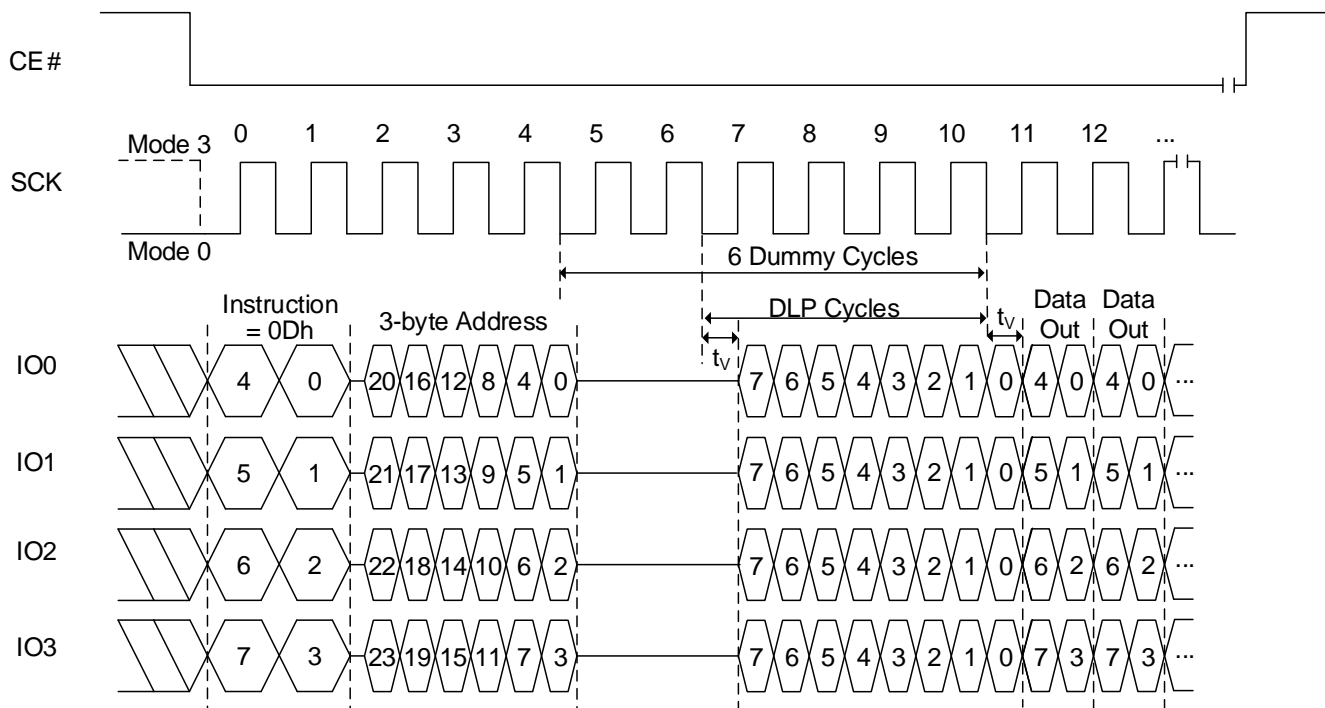 CE#
0 1 2 3 4 5 6 7 8 9 10 11 12 ...
Mode 3
SCK
Mode 0
6 Dummy Cycles
Instruction
= 0Dh
3-byte Address
DLP Cycles
tV
tV
Data
Out
Data
Out
IO0 4 0 20 16 12 8 4 0 7 6 5 4 3 2 1 0 4 0 4 0 ...
IO1 5 1 21 17 13 9 5 1 7 6 5 4 3 2 1 0 5 1 5 1 ...
IO2 6 2 22 18 14 10 6 2 7 6 5 4 3 2 1 0 6 2 6 2 ...
IO3 7 3 23 19 15 11 7 3 7 6 5 4 3 2 1 0 7 3 7 3 ...